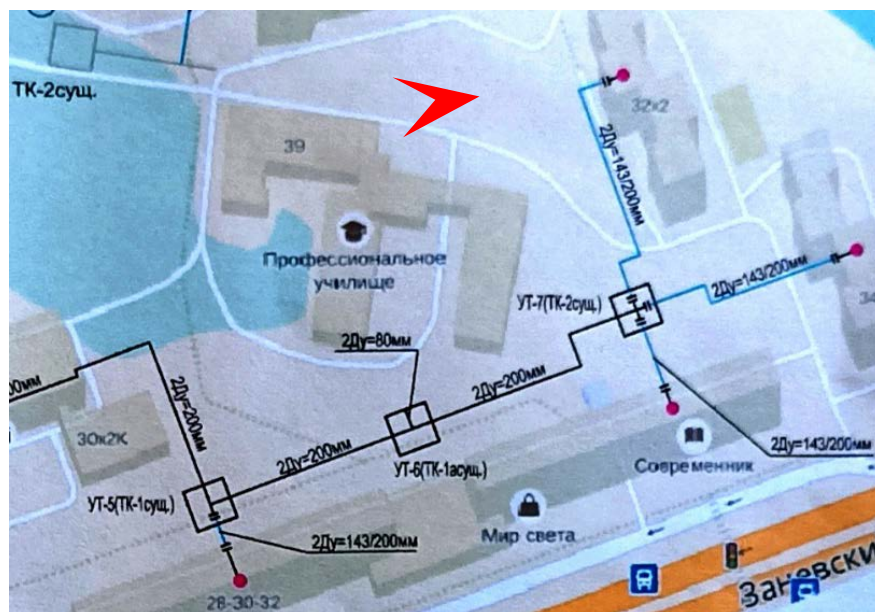 ТК-2сущ.
39
32к2
2Ду=143/200мм
Профессиональное
училище
2Ду=143/200мм
УТ-7(ТК-2сущ.)
34
2Ду=80мм
2Ду=200мм
2Ду=200мм
30к2К
2Ду=200мм
2Ду=143/200мм
Современник
УТ-6(ТК-1асущ.)
УТ-5(ТК-1сущ.)
Мир света
2Ду=143/200мм
Заневски
28-30-32